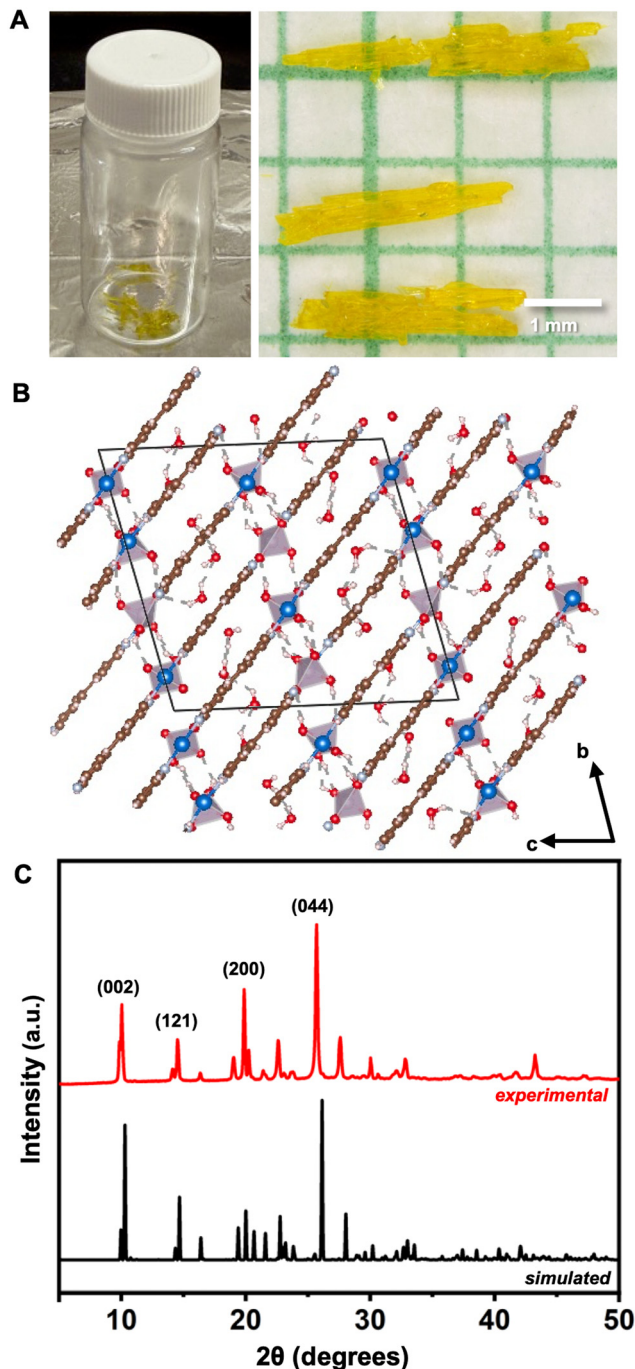 A
1 mm
B
b
c
C
(044)
(002)
(200)
(121)
experimental
simulated
Intensity (a.u.)
10 20 30 40 50
2θ (degrees)